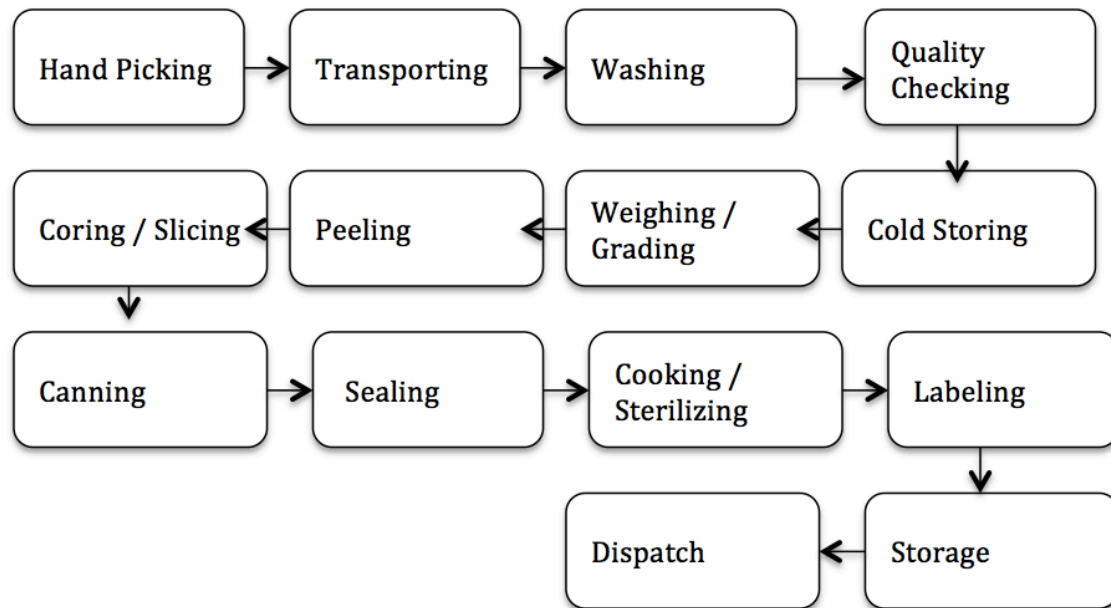 Hand Picking
Transporting
Washing
Quality
Checking
Coring / Slicing
Peeling
Weighing /
Grading
Cold Storing
Canning
Sealing
Cooking /
Sterilizing
Labeling
Dispatch
Storage